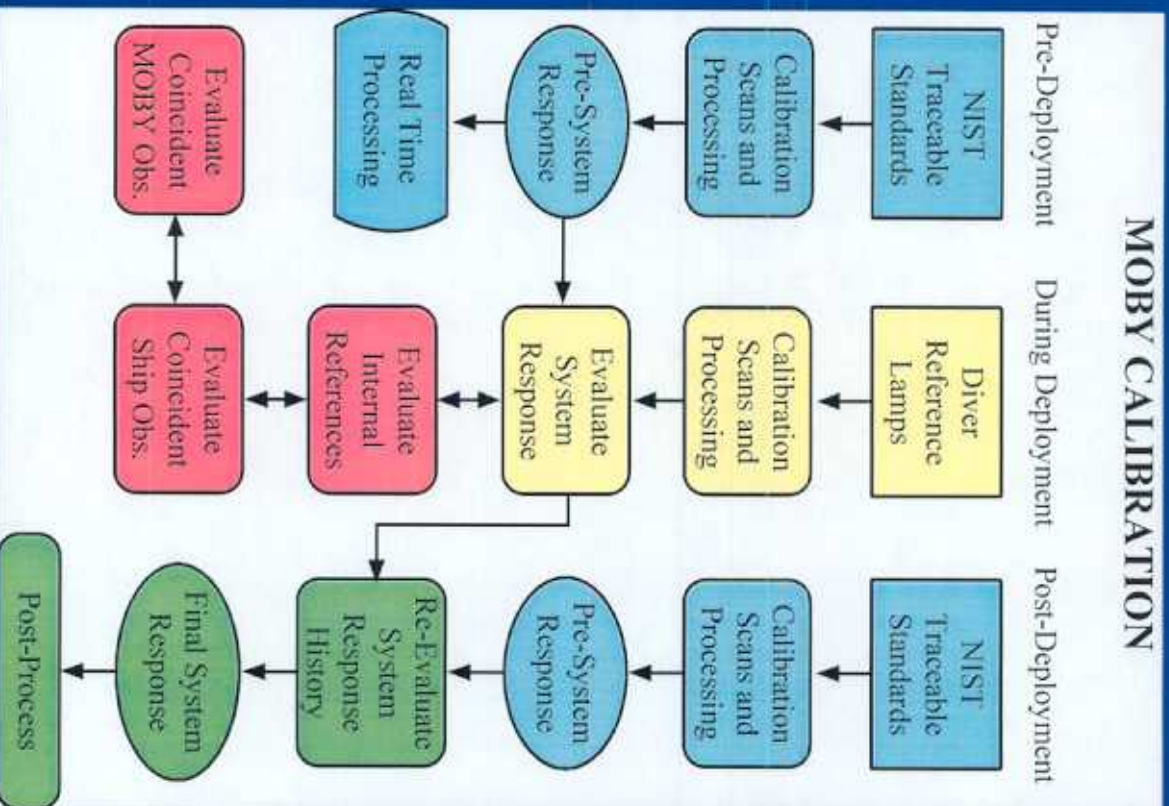 MOBY CALIBRATION
Pre-Deployment
During Deployment
Post-Deployment
NIST
Traceable
Standards
Calibration
Scans and
Processing
Pre-System
Response
Real Time
Processing
Diver
Reference
Lamps
Calibration
Scans and
Processing
Evaluate
System
Response
Evaluate
Internal
References
Evaluate
Coincident
Ship Obs.
Evaluate
Coincident
MOBY Obs.
NIST
Traceable
Standards
Calibration
Scans and
Processing
Pre-System
Response
Re-Evaluate
System
Response
History
Final System
Response
Post-Process